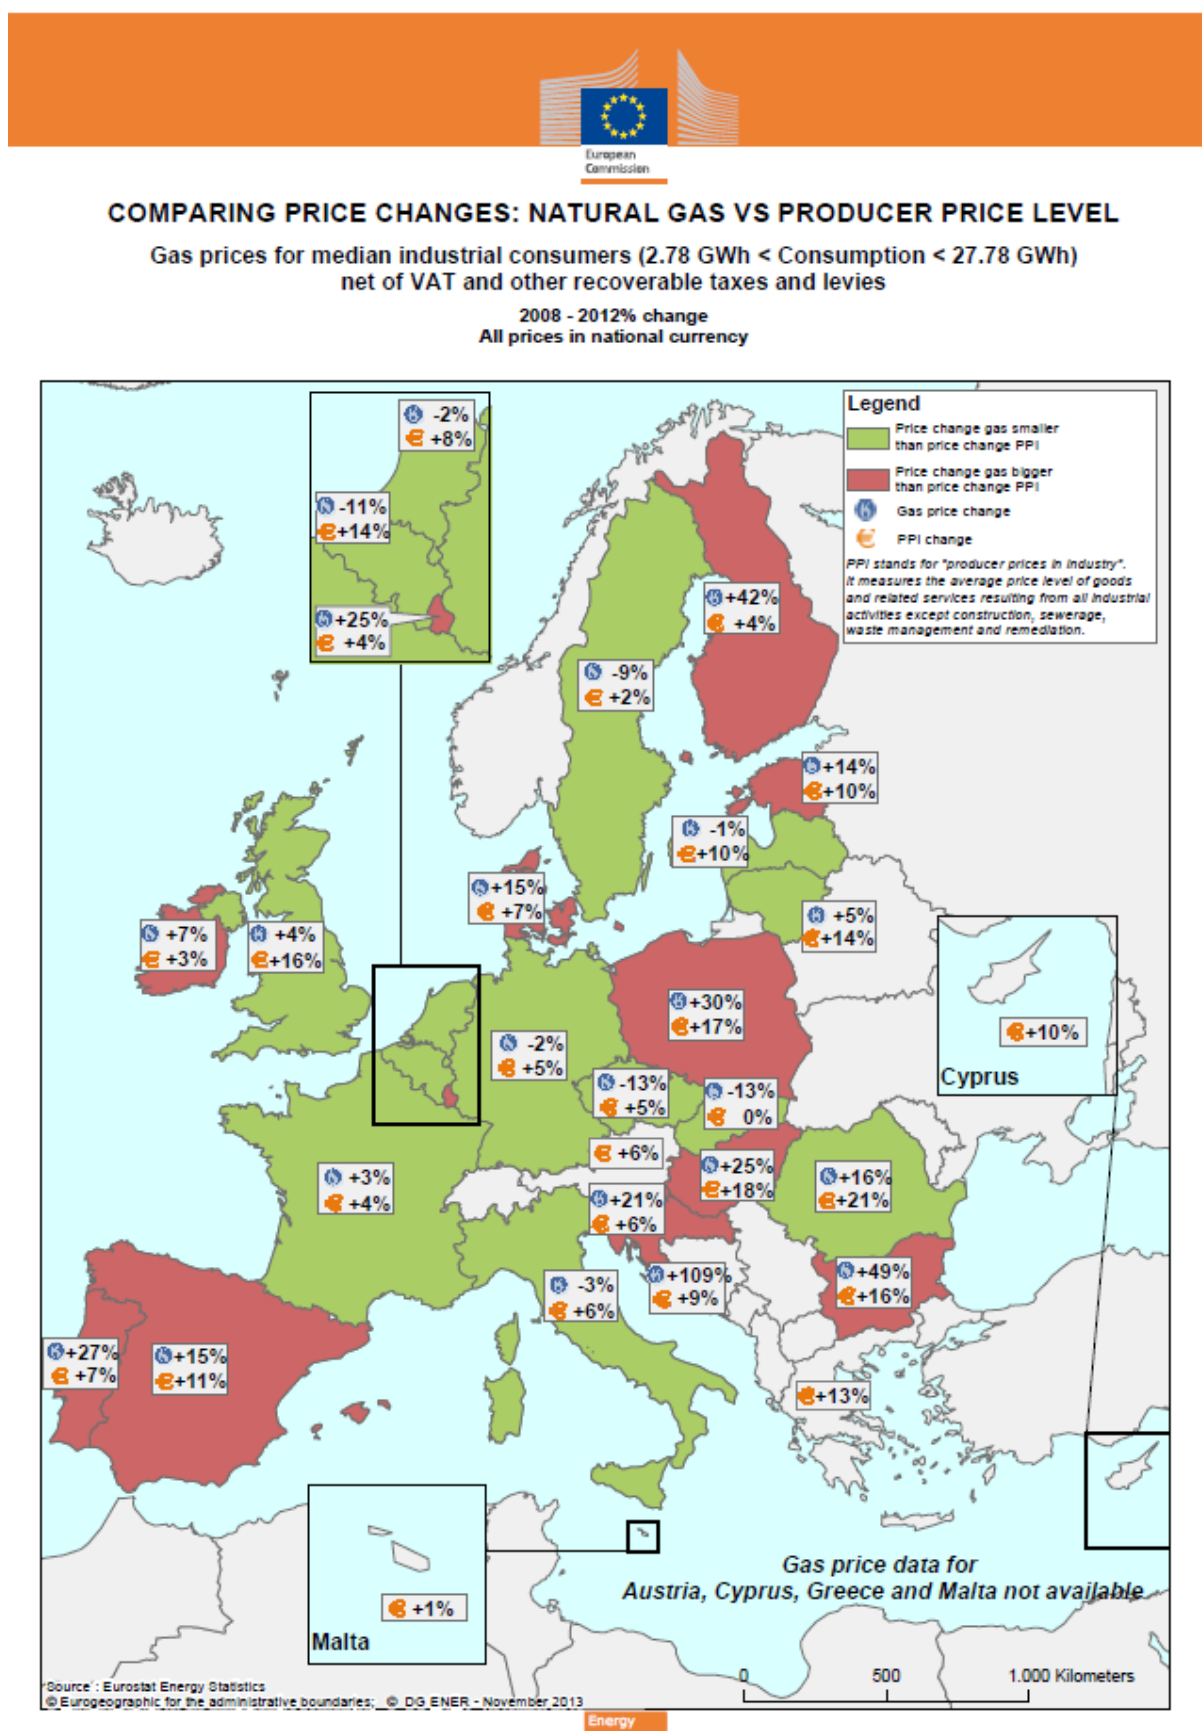 European
Commission
COMPARING PRICE CHANGES: NATURAL GAS VS PRODUCER PRICE LEVEL
Gas prices for median industrial consumers (2.78 GWh < Consumption < 27.78 GWh)
net of VAT and other recoverable taxes and levies
2008 - 2012% change
All prices in national currency
Legend
Price change gas smaller
than price change PPI
Price change gas bigger
than price change PPI
Gas price change
PPI change
PPI stands for "producer prices in industry".
It measures the average price level of goods
and related services resulting from all industrial
activities except construction, sewerage,
waste management and remediation.
-2%
+8%
-11%
+14%
+25%
+4%
+42%
+4%
-9%
+2%
+14%
+10%
-1%
+10%
+15%
+7%
+5%
+14%
+7%
+3%
+4%
+16%
+30%
+17%
+10%
Cyprus
-2%
+5%
-13%
+5%
-13%
0%
+6%
+25%
+18%
+3%
+4%
+16%
+21%
+21%
+6%
-3%
+6%
+109%
+9%
+49%
+16%
+27%
+7%
+15%
+11%
+13%
+1%
Malta
Gas price data for
Austria, Cyprus, Greece and Malta not available
0 500 1.000 Kilometers
Source : Eurostat Energy Statistics
© Eurogeographic for the administrative boundaries; © DG ENER - November 2013
Energy